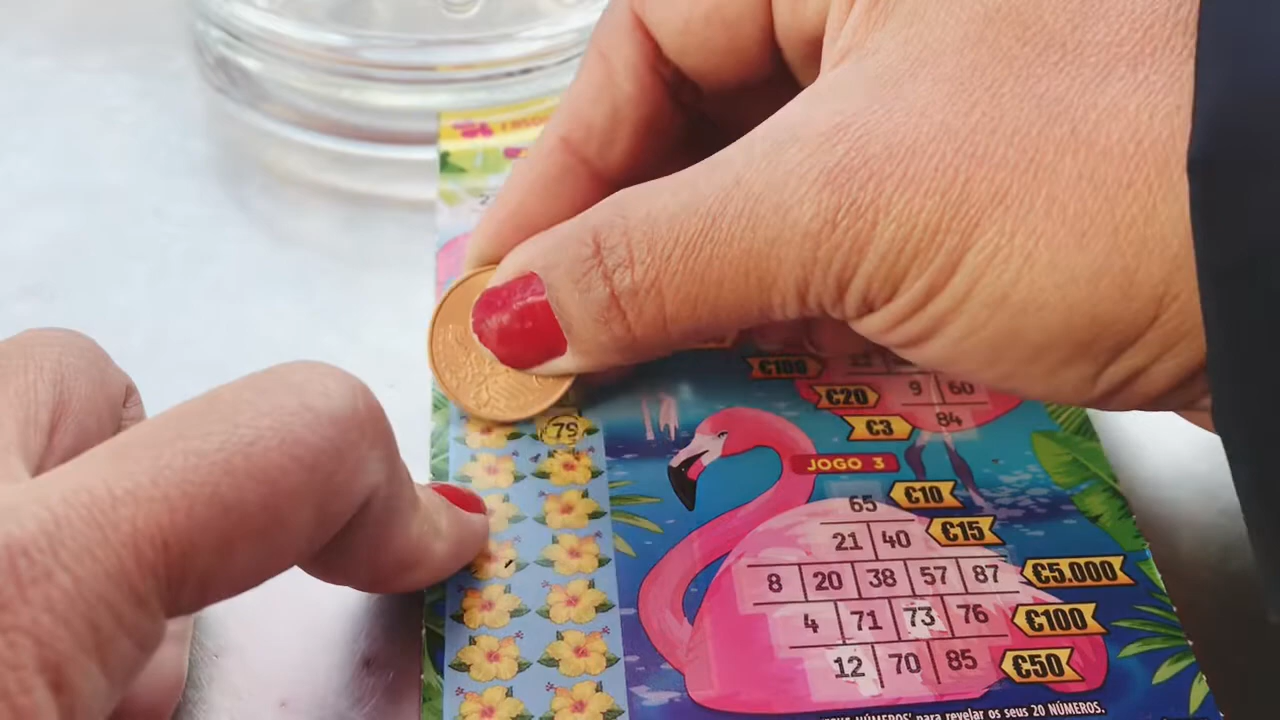 €100
€20 9 60
€3 84
79
JOGO 3
65 €10
21 40 €15
8 20 38 57 87 €5.000
4 71 73 76 €100
12 70 85 €50
NÚMEROS' para revelar os seus 20 NÚMEROS.